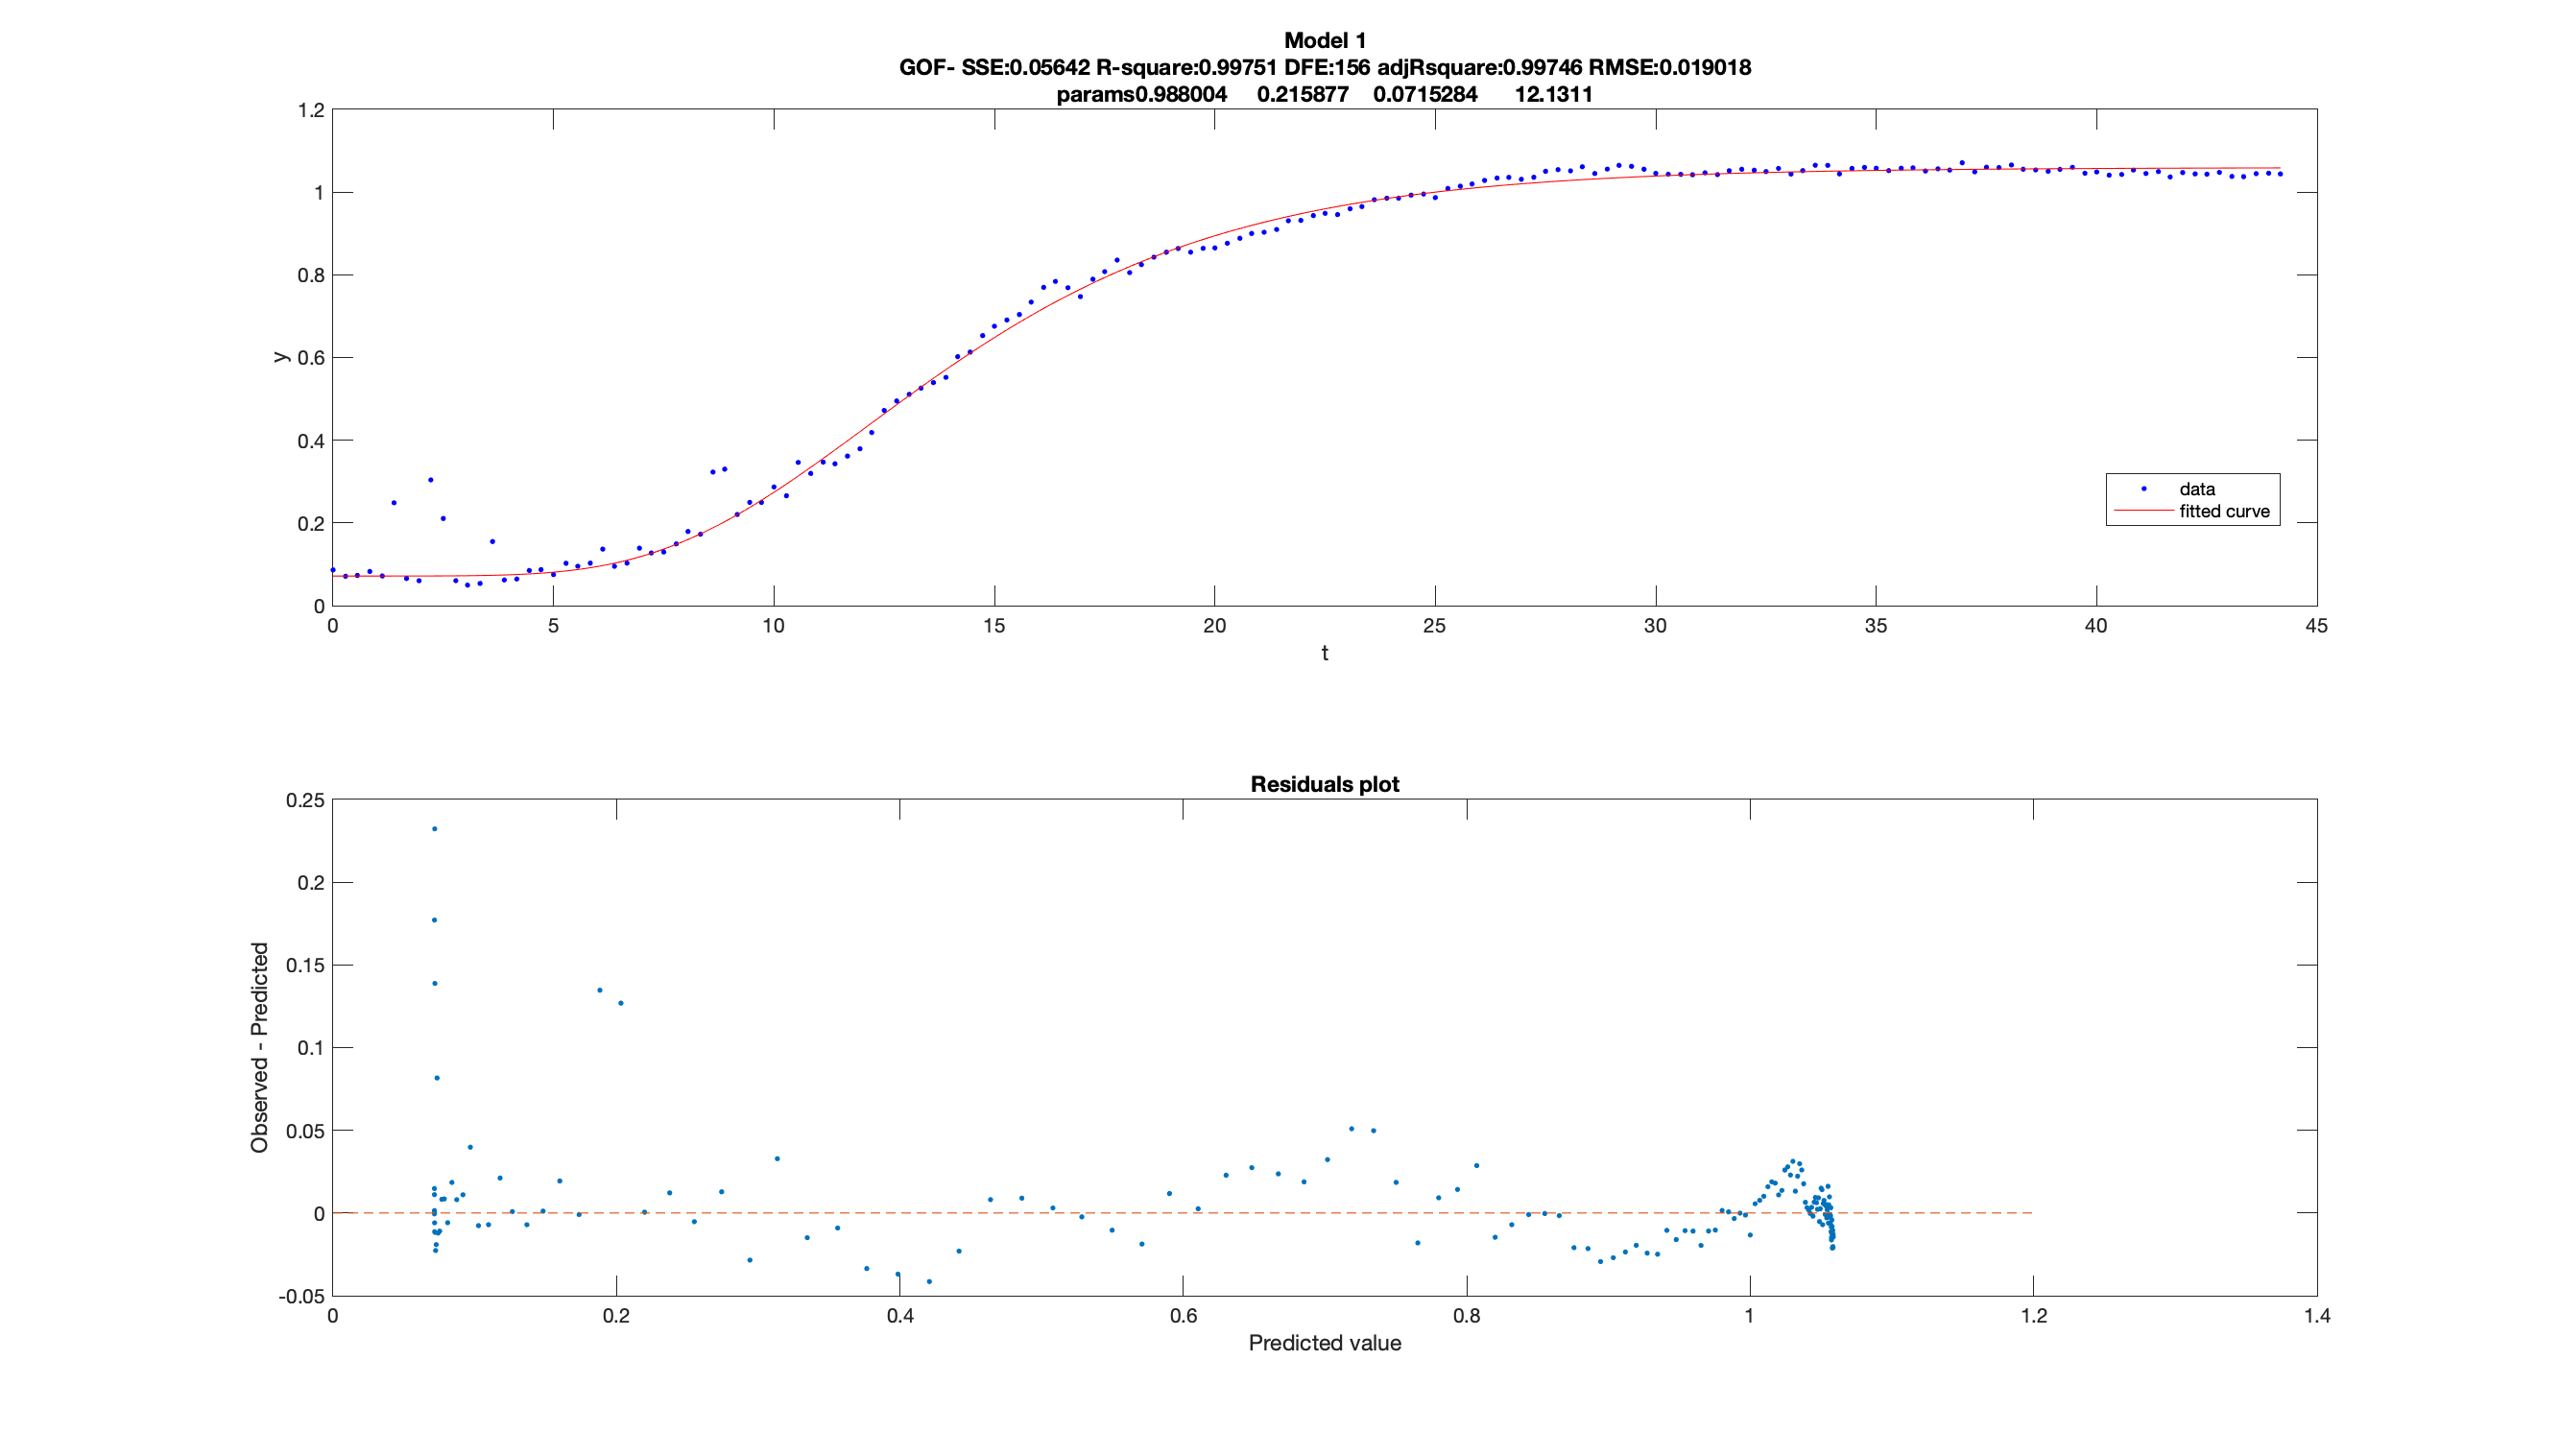 Model 1
GOF- SSE:0.05642 R-square:0.99751 DFE:156 adjRsquare:0.99746 RMSE:0.019018
params0.988004 0.215877 0.0715284 12.1311
1.2
1
0.8
0.6
0.4
0.2
0
y
data
fitted curve
0 5 10 15 20 25 30 35 40 45
t
Residuals plot
0.25
0.2
0.15
0.1
0.05
0
-0.05
Observed - Predicted
0 0.2 0.4 0.6 0.8 1 1.2 1.4
Predicted value